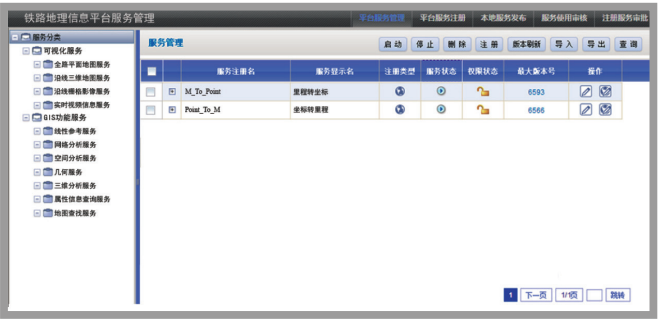 铁路地理信息平台服务管理
平台服务管理 平台服务注册 本地服务发布 服务使用审核 注册服务审批
服务分类
可视化服务
全路平面地图服务
沿线三维地图服务
沿线栅格影像服务
实时视频信息服务
GIS功能服务
线性参考服务
网络分析服务
空间分析服务
几何服务
三维分析服务
属性信息查询服务
地图查找服务
服务管理
启动 停止 删除 注册 版本刷新 导入 导出 查询
服务注册名 服务显示名 注册类型 服务状态 权限状态 最大版本号 操作
M_To_Point 里程转坐标 6593
Point_To_M 坐标转里程 6566
1 下一页 1/1页 跳转